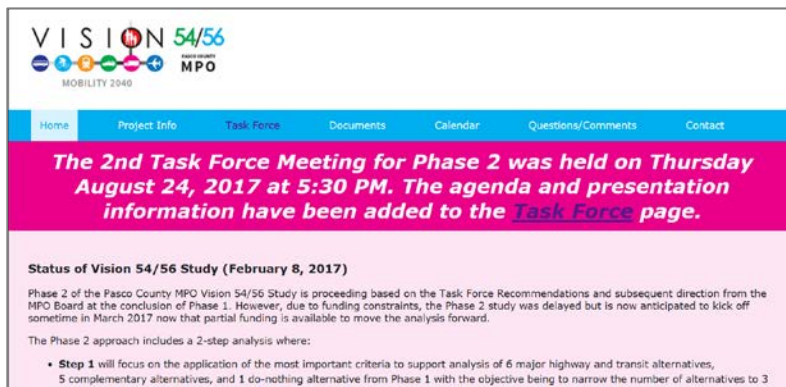 VISION 54/56
PASCO COUNTY
MPO
MOBILITY 2040
Home Project Info Task Force Documents Calendar Questions/Comments Contact
The 2nd Task Force Meeting for Phase 2 was held on Thursday
August 24, 2017 at 5:30 PM. The agenda and presentation
information have been added to the Task Force page.
Status of Vision 54/56 Study (February 8, 2017)
Phase 2 of the Pasco County MPO Vision 54/56 Study is proceeding based on the Task Force Recommendations and subsequent direction from the
MPO Board at the conclusion of Phase 1. However, due to funding constraints, the Phase 2 study was delayed but is now anticipated to kick off
sometime in March 2017 now that partial funding is available to move the analysis forward.
The Phase 2 approach includes a 2-step analysis where:
• Step 1 will focus on the application of the most important criteria to support analysis of 6 major highway and transit alternatives,
5 complementary alternatives, and 1 do-nothing alternative from Phase 1 with the objective being to narrow the number of alternatives to 3